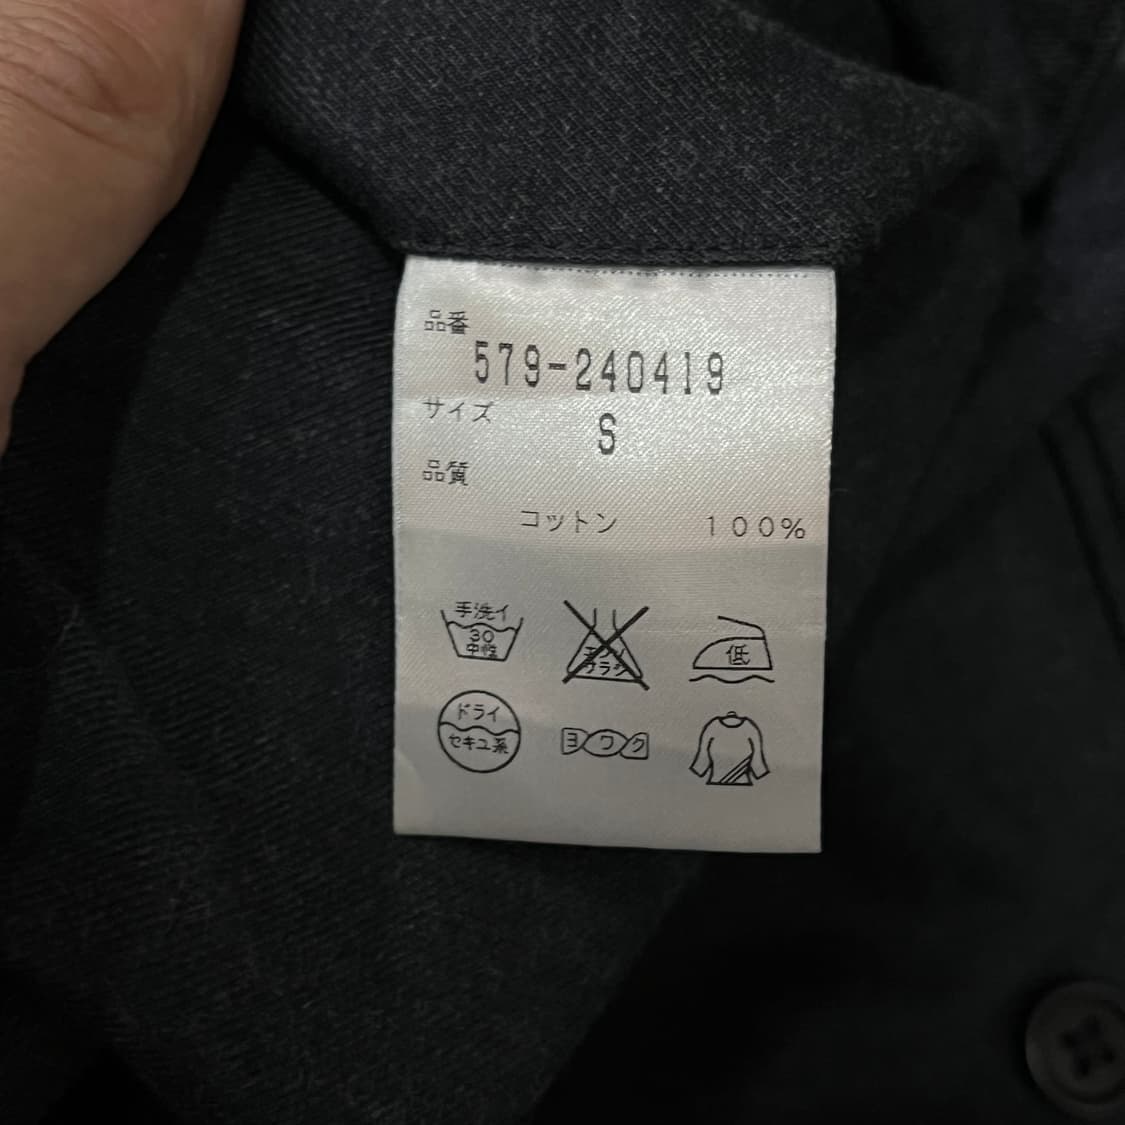 品番
579-240419
サイズ
S
品質
コットン 100%
手洗イ
30
中性
エンソ
サラシ
低
ドライ
セキユ系
ヨワク